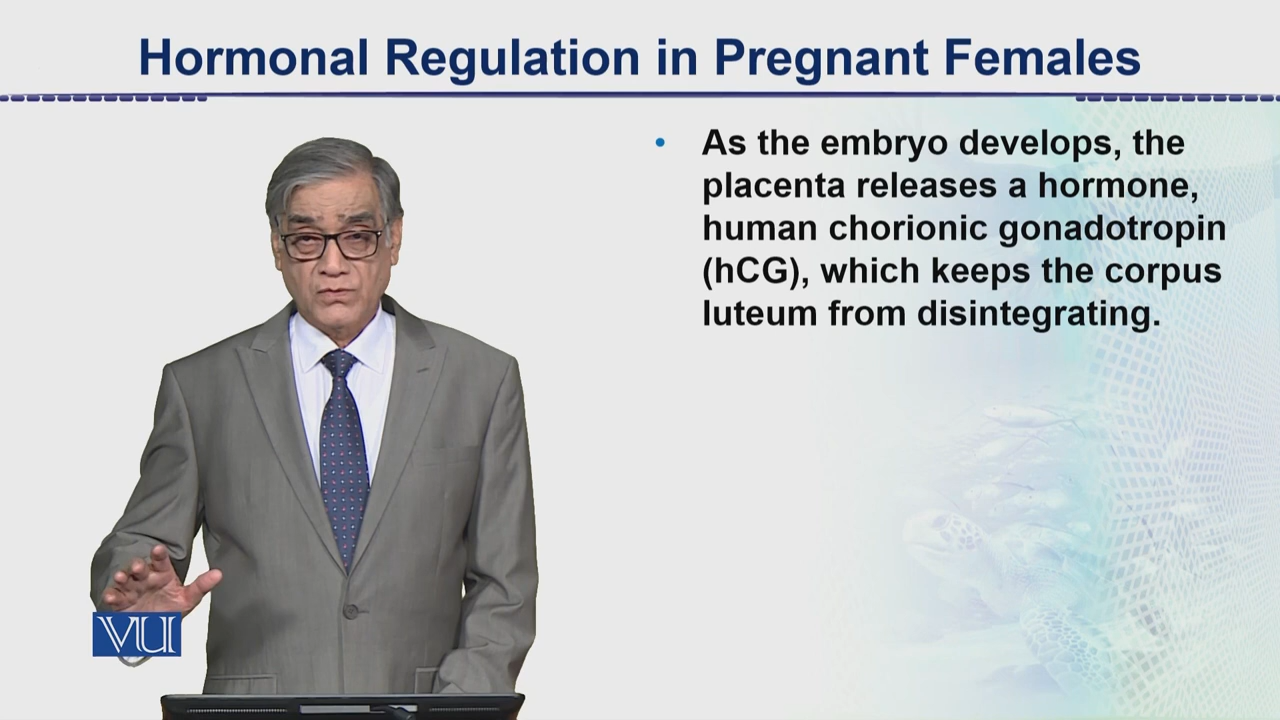 Hormonal Regulation in Pregnant Females
• As the embryo develops, the
placenta releases a hormone,
human chorionic gonadotropin
(hCG), which keeps the corpus
luteum from disintegrating.
VU